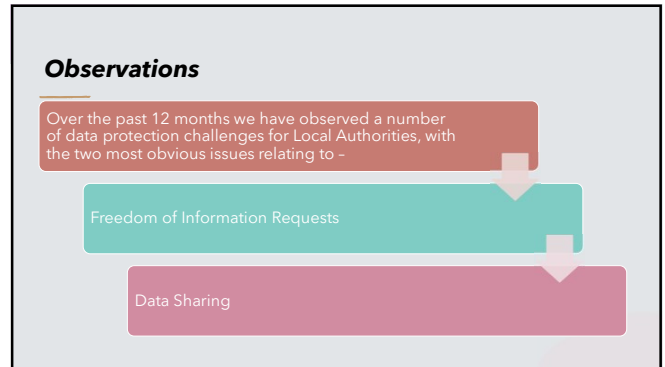 Observations
Over the past 12 months we have observed a number
of data protection challenges for Local Authorities, with
the two most obvious issues relating to –
Freedom of Information Requests
Data Sharing